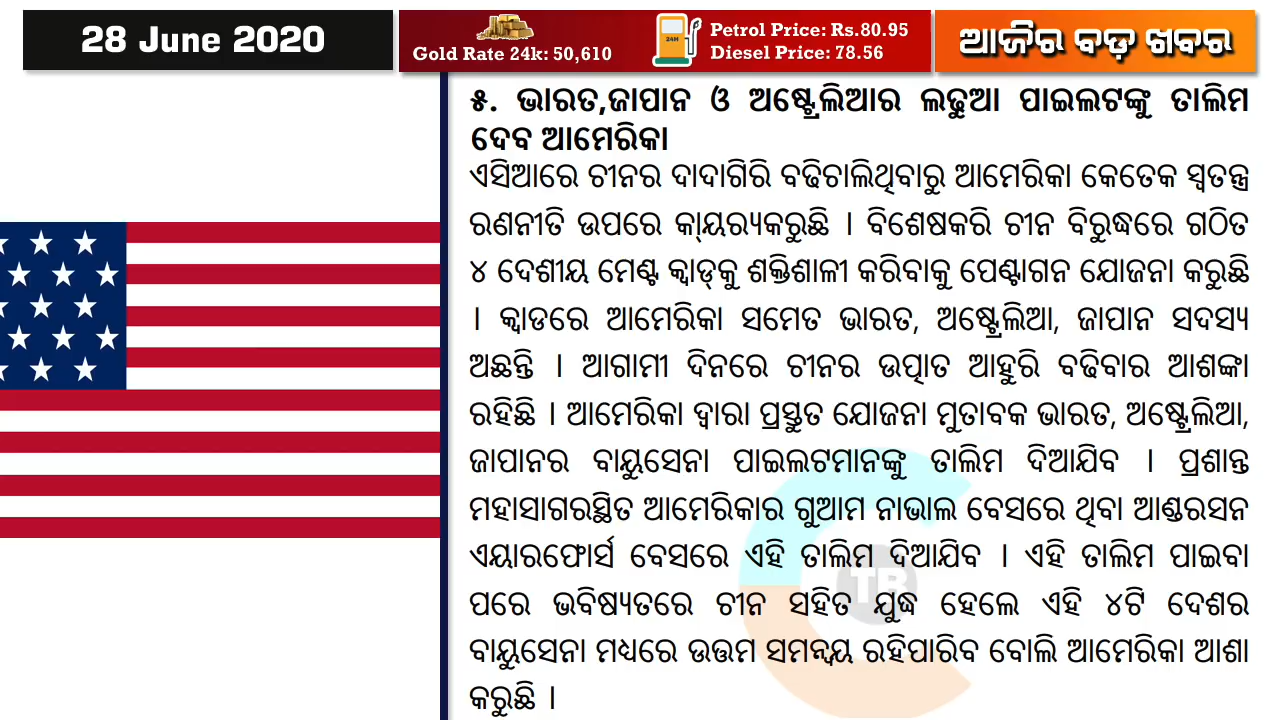 28 June 2020
Gold Rate 24k: 50,610
Petrol Price: Rs.80.95
Diesel Price: 78.56
ଆଜିର ବଡ଼ ଖବର
୫. ଭାରତ,ଜାପାନ ଓ ଅଷ୍ଟ୍ରେଲିଆର ଲଢୁଆ ପାଇଲଟଙ୍କୁ ତାଲିମ
ଦେବ ଆମେରିକା
ଏସିଆରେ ଚୀନର ଦାଦାଗିରି ବଢିଚାଲିଥିବାରୁ ଆମେରିକା କେତେକ ସ୍ୱତନ୍ତ୍ର
ରଣନୀତି ଉପରେ କା୍ୟର‍୍ୟକରୁଛି । ବିଶେଷକରି ଚୀନ ବିରୁଦ୍ଧରେ ଗଠିତ
୪ ଦେଶୀୟ ମେଣ୍ଟ କ୍ୱାଡ୍‌କୁ ଶକ୍ତିଶାଳୀ କରିବାକୁ ପେଣ୍ଟାଗନ ଯୋଜନା କରୁଛି
। କ୍ୱାଡରେ ଆମେରିକା ସମେତ ଭାରତ, ଅଷ୍ଟ୍ରେଲିଆ, ଜାପାନ ସଦସ୍ୟ
ଅଛନ୍ତି । ଆଗାମୀ ଦିନରେ ଚୀନର ଉତ୍ପାତ ଆହୁରି ବଢିବାର ଆଶଙ୍କା
ରହିଛି । ଆମେରିକା ଦ୍ୱାରା ପ୍ରସ୍ତୁତ ଯୋଜନା ମୁତାବକ ଭାରତ, ଅଷ୍ଟ୍ରେଲିଆ,
ଜାପାନର ବାୟୁସେନା ପାଇଲଟମାନଙ୍କୁ ତାଲିମ ଦିଆଯିବ । ପ୍ରଶାନ୍ତ
ମହାସାଗରସ୍ଥିତ ଆମେରିକାର ଗୁଆମ ନାଭାଲ ବେସରେ ଥିବା ଆଣ୍ଡରସନ
ଏୟାରଫୋର୍ସ ବେସରେ ଏହି ତାଲିମ ଦିଆଯିବ । ଏହି ତାଲିମ ପାଇବା
ପରେ ଭବିଷ୍ୟତରେ ଚୀନ ସହିତ ଯୁଦ୍ଧ ହେଲେ ଏହି ୪ଟି ଦେଶର
ବାୟୁସେନା ମଧ୍ୟରେ ଉତ୍ତମ ସମନ୍ୱୟ ରହିପାରିବ ବୋଲି ଆମେରିକା ଆଶା
କରୁଛି ।
TB